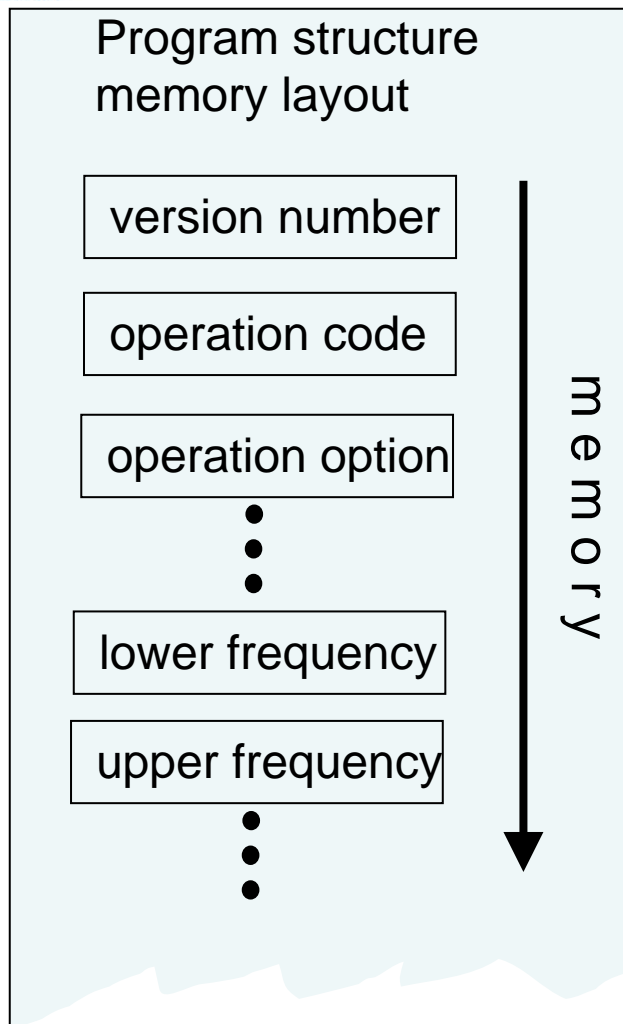 Program structure
memory layout
version number
operation code
operation option
lower frequency
upper frequency
memory